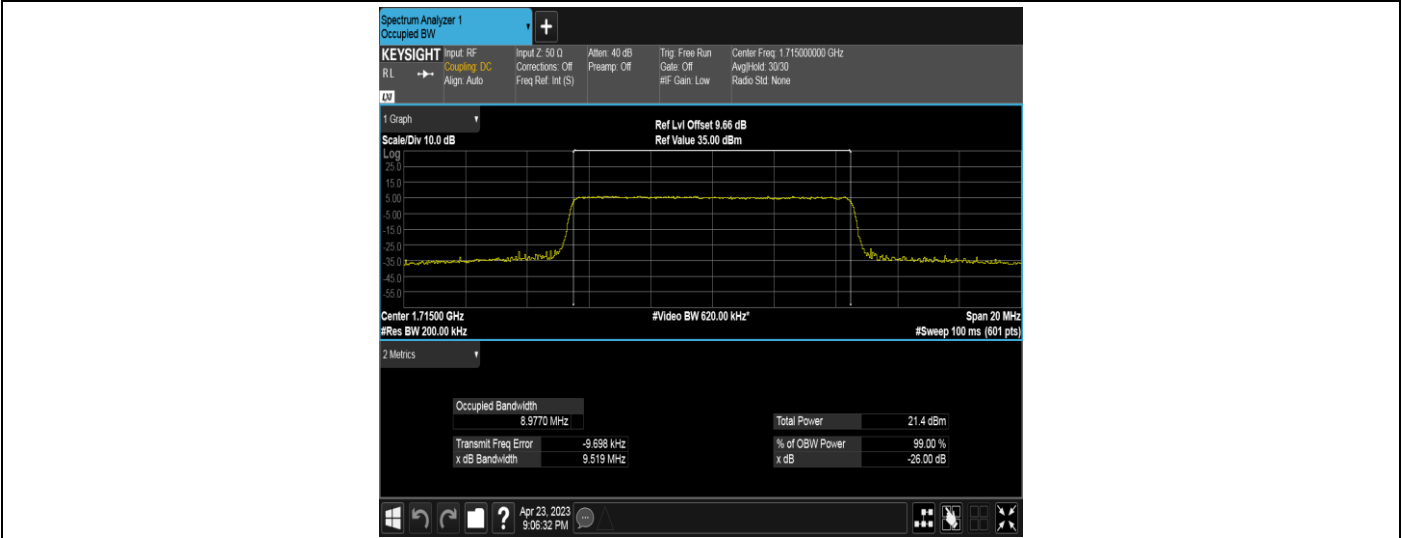 Spectrum Analyzer 1
Occupied BW
+
KEYSIGHT Input: RF Input Z: 50 Ω Atten: 40 dB Trig: Free Run Center Freq: 1.715000000 GHz
RL Coupling: DC Corrections: Off Preamp: Off Gate: Off Avg|Hold: 30/30
Align: Auto Freq Ref: Int (S) #IF Gain: Low Radio Std: None
LXI
1 Graph Ref Lvl Offset 9.66 dB
Scale/Div 10.0 dB Ref Value 35.00 dBm
Log
25.0
15.0
5.00
-5.00
-15.0
-25.0
-35.0
-45.0
-55.0
Center 1.71500 GHz #Video BW 620.00 kHz* Span 20 MHz
#Res BW 200.00 kHz #Sweep 100 ms (601 pts)
2 Metrics
Occupied Bandwidth
8.9770 MHz Total Power 21.4 dBm
Transmit Freq Error -9.698 kHz % of OBW Power 99.00 %
x dB Bandwidth 9.519 MHz x dB -26.00 dB
? Apr 23, 2023
9:06:32 PM